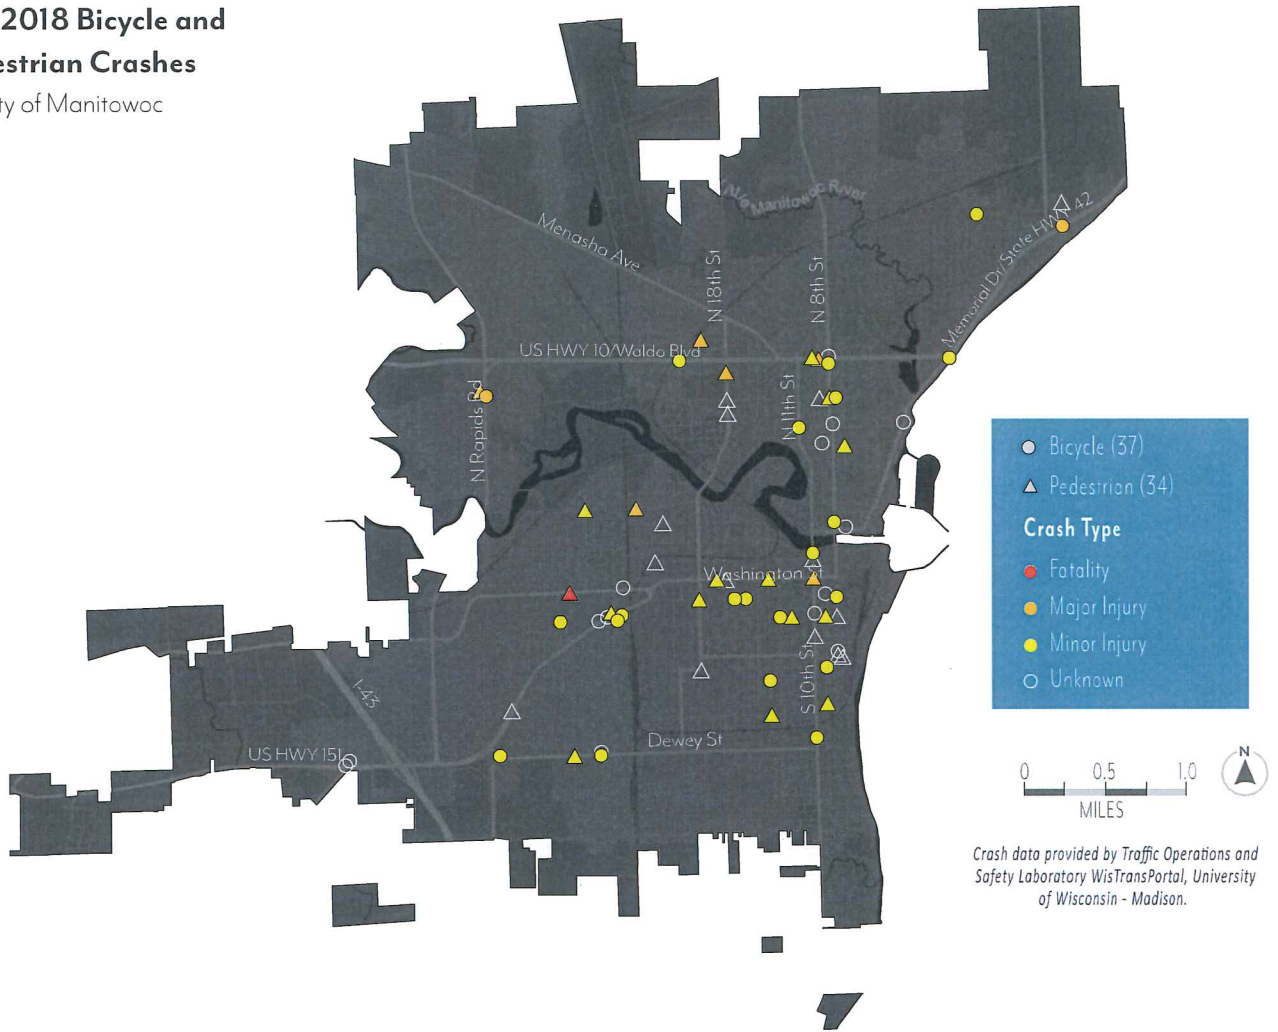 2018 Bicycle and
estrian Crashes
ty of Manitowoc
Little Manitowoc River
Menasha Ave
N 18th St
N 8th St
Memorial Dr/State HWY 42
US HWY 10/Waldo Blvd
N 11th St
N Rapids Rd
Washington St
S 10th St
I-43
Dewey St
US HWY 151
Bicycle (37)
Pedestrian (34)
Crash Type
Fatality
Major Injury
Minor Injury
Unknown
N
0 0.5 1.0
MILES
Crash data provided by Traffic Operations and
Safety Laboratory WisTransPortal, University
of Wisconsin - Madison.